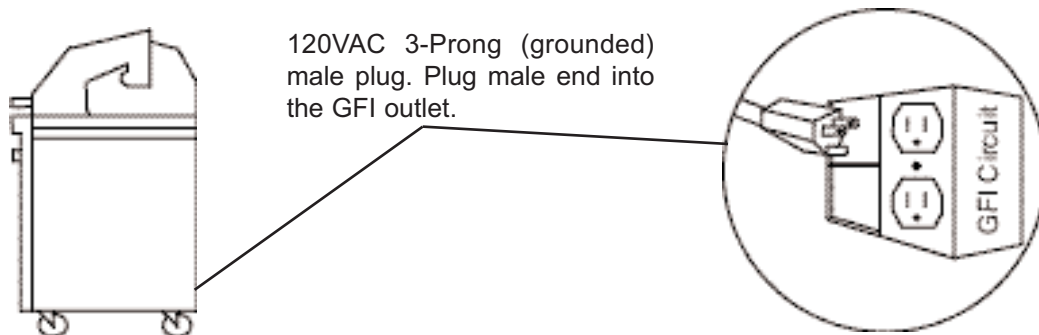 120VAC 3-Prong (grounded)
male plug. Plug male end into
the GFI outlet.
GFI Circuit